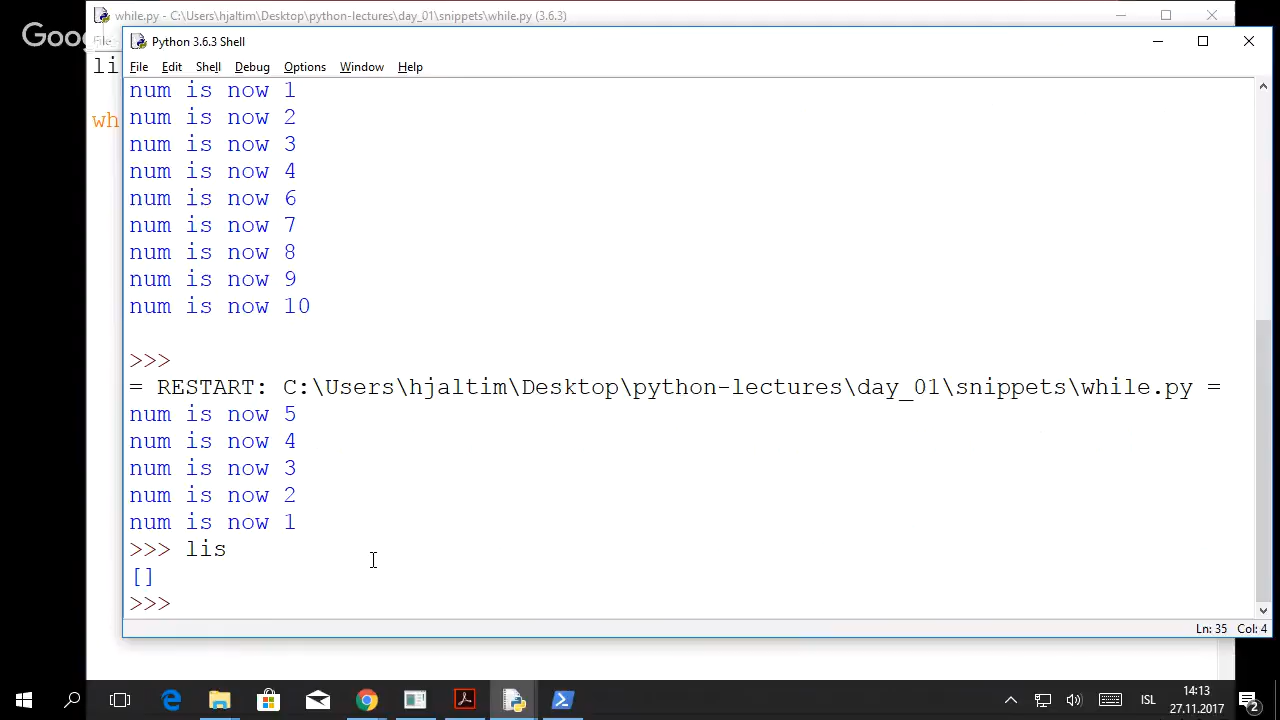 while.py - C:\Users\hjaltim\Desktop\python-lectures\day_01\snippets\while.py (3.6.3)
Goo
Python 3.6.3 Shell
File
li
wh
File Edit Shell Debug Options Window Help
num is now 1
num is now 2
num is now 3
num is now 4
num is now 6
num is now 7
num is now 8
num is now 9
num is now 10
>>>
= RESTART: C:\Users\hjaltim\Desktop\python-lectures\day_01\snippets\while.py =
num is now 5
num is now 4
num is now 3
num is now 2
num is now 1
>>> lis
[]
>>>
Ln: 35 Col: 4
ISL
14:13
27.11.2017
2